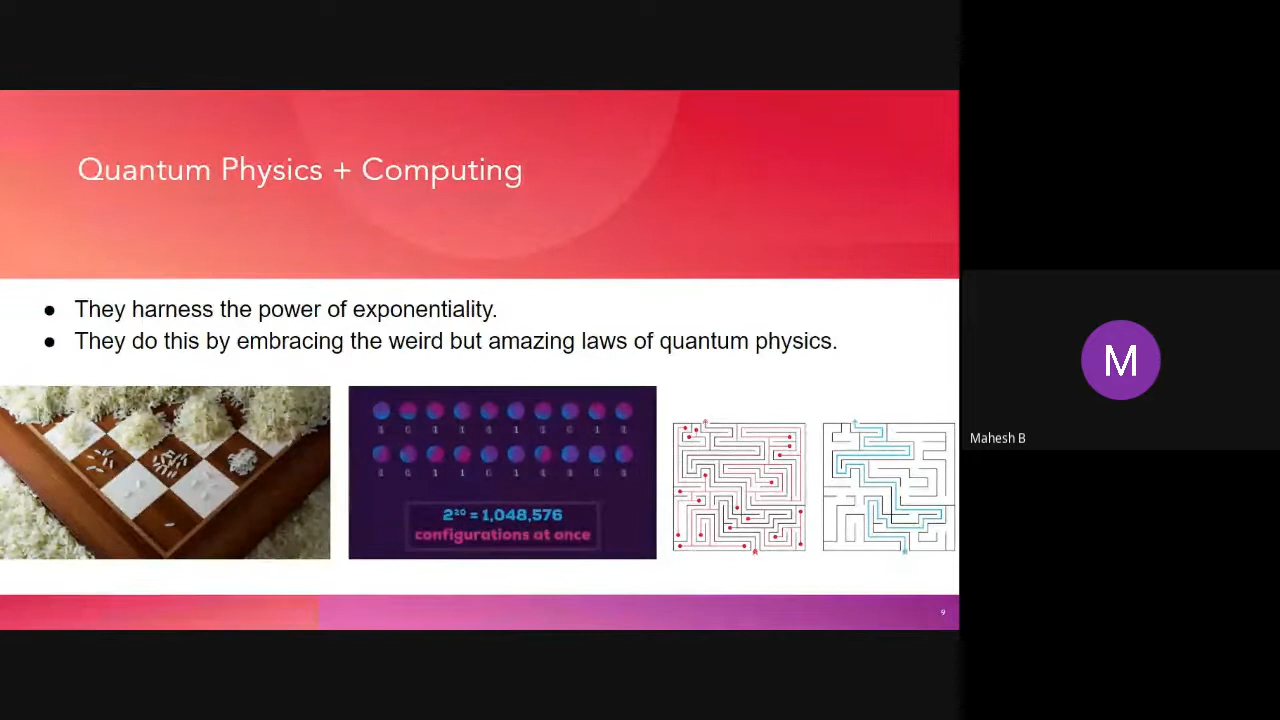 Quantum Physics + Computing
● They harness the power of exponentiality.
● They do this by embracing the weird but amazing laws of quantum physics.
2²⁰ = 1,048,576
configurations at once
9
M
Mahesh B